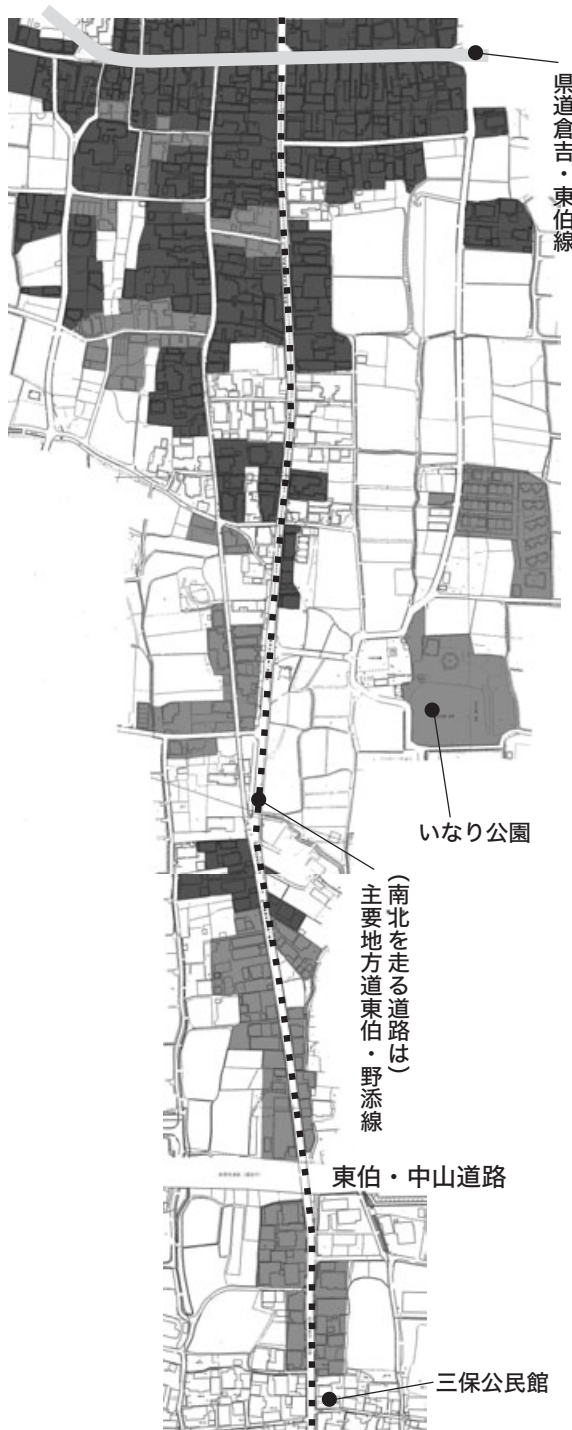 県道倉吉・東伯線
いなり公園
(南北を走る道路は)
主要地方道東伯・野添線
東伯・中山道路
三保公民館